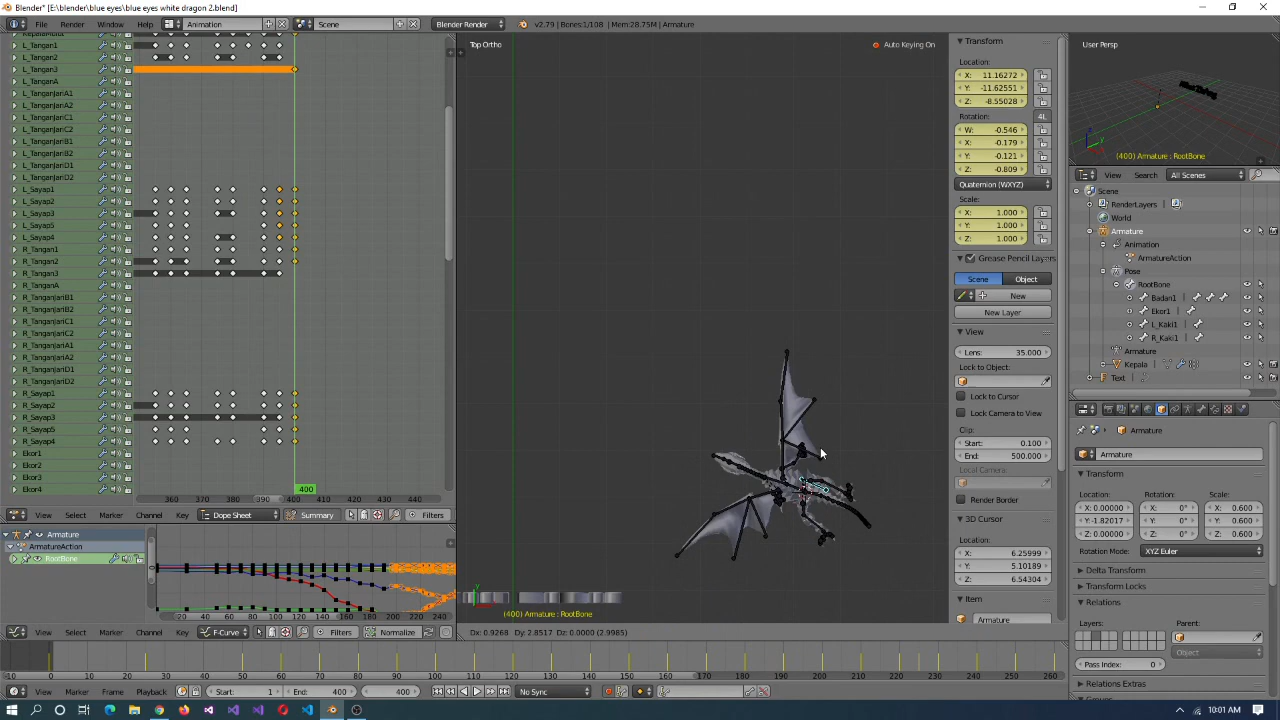 Blender* [E:\blender\blue eyes\blue eyes white dragon 2.blend]
File Render Window Help Animation Scene Blender Render v2.79 | Bones:1/108 | Mem:28.75M | Armature
L_Tangan1
L_Tangan2
L_Tangan3
L_TanganA
L_TanganJariA1
L_TanganJariA2
L_TanganJariC1
L_TanganJariC2
L_TanganJariB1
L_TanganJariB2
L_TanganJariD1
L_TanganJariD2
L_Sayap1
L_Sayap2
L_Sayap3
L_Sayap5
L_Sayap4
R_Tangan1
R_Tangan2
R_Tangan3
R_TanganA
R_TanganJariB1
R_TanganJariB2
R_TanganJariC1
R_TanganJariC2
R_TanganJariA1
R_TanganJariA2
R_TanganJariD1
R_TanganJariD2
R_Sayap1
R_Sayap2
R_Sayap3
R_Sayap5
R_Sayap4
Ekor1
Ekor2
Ekor3
Ekor4
400
360 370 380 390 400 410 420 430 440
View Select Marker Channel Key Dope Sheet Summary Filters
Armature
ArmatureAction
RootBone
20 40 60 80 100 120 140 160 180 200 220 240
View Select Marker Channel Key F-Curve Filters Normalize
Top Ortho
Auto Keying On
(400) Armature : RootBone
Dx: 0.9268 Dy: 2.8517 Dz: 0.0000 (2.9985)
Transform
Location:
X: 11.16272
Y: -11.62551
Z: -8.55028
Rotation: 4L
W: -0.546
X: -0.179
Y: -0.121
Z: -0.809
Quaternion (WXYZ)
Scale:
X: 1.000
Y: 1.000
Z: 1.000
Grease Pencil Layers
Scene Object
New
New Layer
View
Lens: 35.000
Lock to Object:
Lock to Cursor
Lock Camera to View
Clip:
Start: 0.100
End: 500.000
Local Camera:
Render Border
3D Cursor
Location:
X: 6.25999
Y: 5.10189
Z: 6.54304
Item
Armature
User Persp
(400) Armature : RootBone
View Search All Scenes
Scene
RenderLayers
World
Armature
Animation
ArmatureAction
Pose
RootBone
Badan1
Ekor1
L_Kaki1
R_Kaki1
Armature
Kepala
Text
Armature
Armature
Transform
Location: Rotation: Scale:
X: 0.00000 X: 0° X: 0.600
Y: -1.82017 Y: 0° Y: 0.600
Z: 0.00000 Z: 0° Z: 0.600
Rotation Mode: XYZ Euler
Delta Transform
Transform Locks
Relations
Layers: Parent:
Object
Pass Index: 0
Relations Extras
-10 0 10 20 30 40 50 60 70 80 90 100 110 120 130 140 150 160 170 180 190 200 210 220 230 240 250 260
View Marker Frame Playback Start: 1 End: 400 400 No Sync
10:01 AM